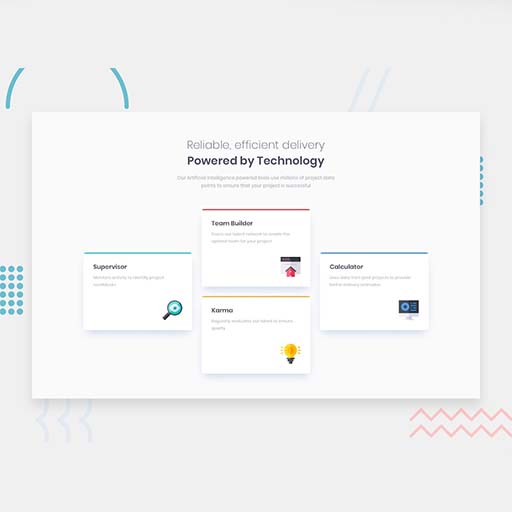 Reliable, efficient delivery
Powered by Technology
Our Artificial Intelligence powered tools use millions of project data
points to ensure that your project is successful
Team Builder
Scans our talent network to create the
optimal team for your project
Supervisor
Monitors activity to identify project
roadblocks
Calculator
Uses data from past projects to provide
better delivery estimates
Karma
Regularly evaluates our talent to ensure
quality